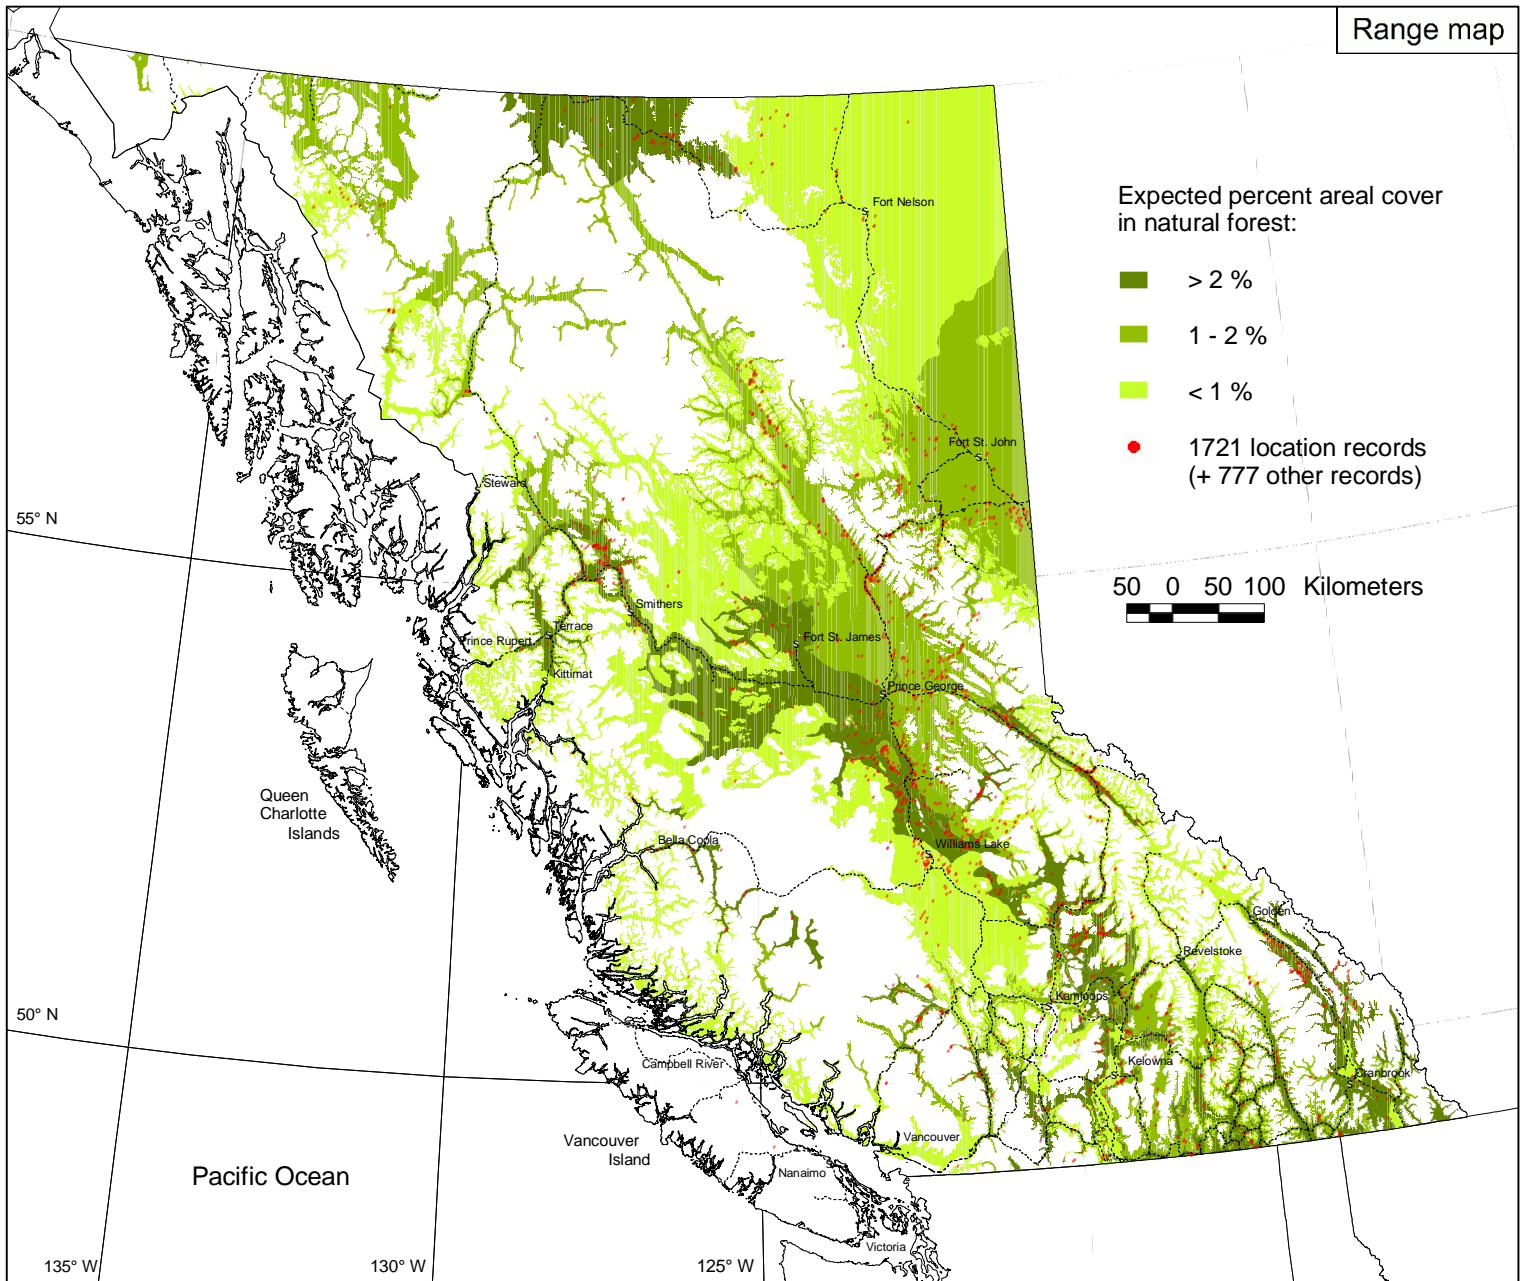 Range map
Expected percent areal cover
in natural forest:
> 2 %
1 - 2 %
< 1 %
1721 location records
(+ 777 other records)
50 0 50 100 Kilometers
Fort Nelson
Fort St. John
Steward
55° N
Smithers
Terrace
Prince Rupert
Fort St. James
Kittimat
Prince George
Queen
Charlotte
Islands
Bella Coola
Williams Lake
Golden
Revelstoke
Kamloops
50° N
Campbell River
Kelowna
Cranbrook
Vancouver
Island
Vancouver
Nanaimo
Pacific Ocean
Victoria
135° W
130° W
125° W